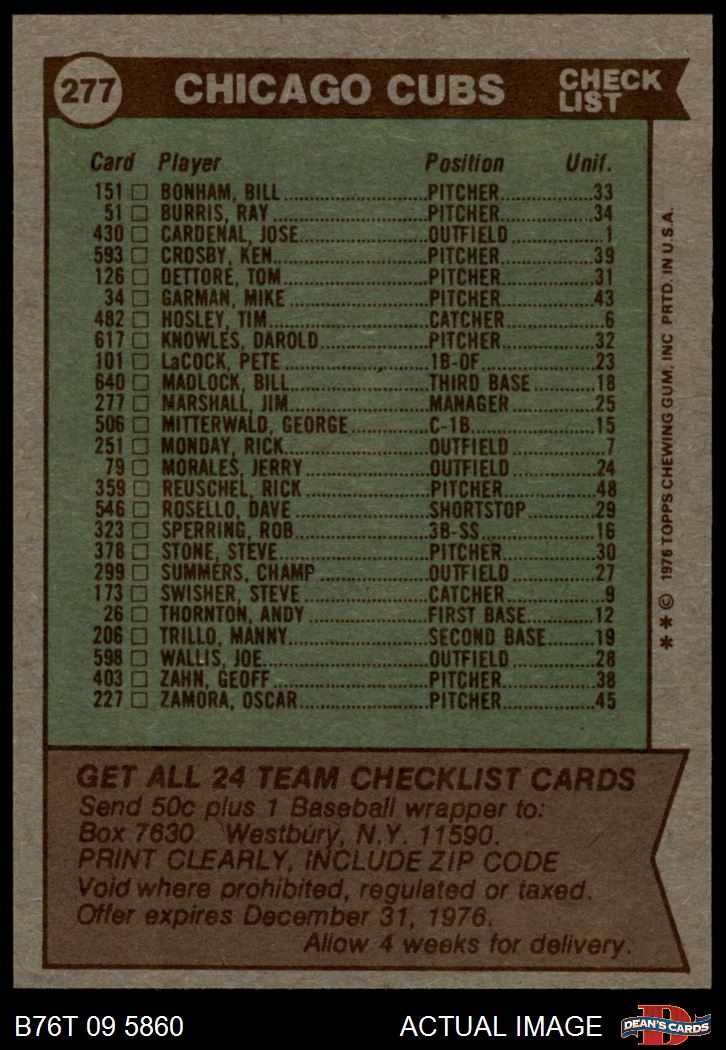 277 CHICAGO CUBS CHECK LIST
Card Player Position Unif.
151 □ BONHAM, BILL PITCHER 33
51 □ BURRIS, RAY PITCHER 34
430 □ CARDENAL, JOSE OUTFIELD 1
593 □ CROSBY, KEN PITCHER 39
126 □ DETTORE, TOM PITCHER 31
34 □ GARMAN, MIKE PITCHER 43
482 □ HOSLEY, TIM CATCHER 6
617 □ KNOWLES, DAROLD PITCHER 32
101 □ LaCOCK, PETE 1B-OF 23
640 □ MADLOCK, BILL THIRD BASE 18
277 □ MARSHALL, JIM MANAGER 25
506 □ MITTERWALD, GEORGE C-1B 15
251 □ MONDAY, RICK OUTFIELD 7
79 □ MORALES, JERRY OUTFIELD 24
359 □ REUSCHEL, RICK PITCHER 48
546 □ ROSELLO, DAVE SHORTSTOP 29
323 □ SPERRING, ROB 3B-SS 16
378 □ STONE, STEVE PITCHER 30
299 □ SUMMERS, CHAMP OUTFIELD 27
173 □ SWISHER, STEVE CATCHER 9
26 □ THORNTON, ANDY FIRST BASE 12
206 □ TRILLO, MANNY SECOND BASE 19
598 □ WALLIS, JOE OUTFIELD 28
403 □ ZAHN, GEOFF PITCHER 38
227 □ ZAMORA, OSCAR PITCHER 45
** © 1976 TOPPS CHEWING GUM, INC PRTD. IN U.S.A.
GET ALL 24 TEAM CHECKLIST CARDS
Send 50c plus 1 Baseball wrapper to:
Box 7630 Westbury, N.Y. 11590.
PRINT CLEARLY, INCLUDE ZIP CODE
Void where prohibited, regulated or taxed.
Offer expires December 31, 1976.
Allow 4 weeks for delivery.
B76T 09 5860 ACTUAL IMAGE DEAN'S CARDS